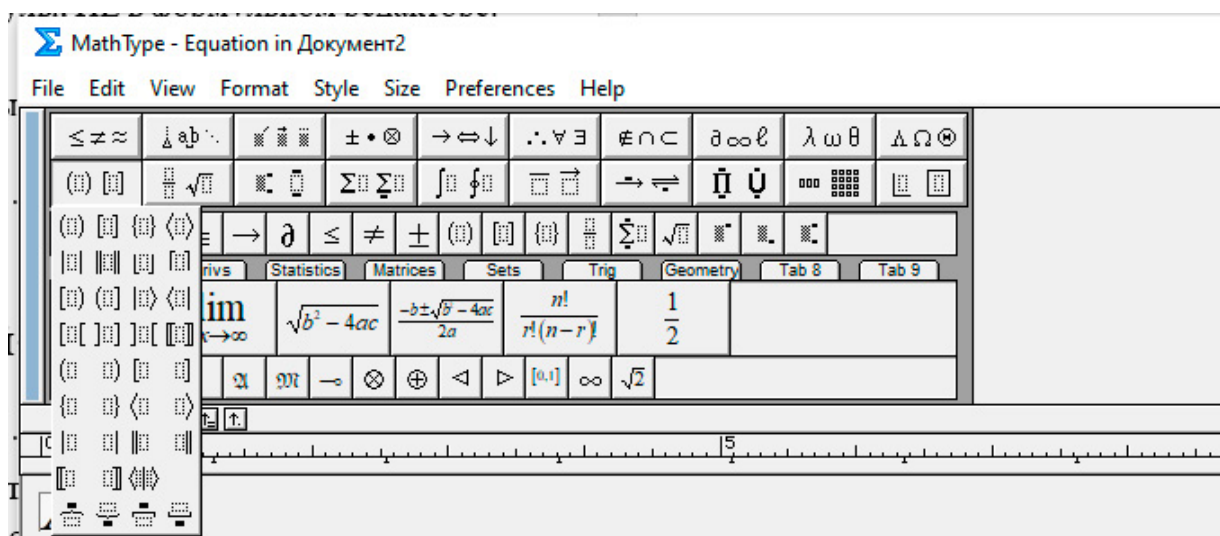 MathType - Equation in Документ2
File Edit View Format Style Size Preferences Help
≤ ≠ ≈ ± • ⊗ → ⇔ ↓ ∴ ∀ ∃ ∉ ∩ ⊂ ∂ ∞ ℓ λ ω θ Λ Ω Θ
→ ∂ ≤ ≠ ±
rivs Statistics Matrices Sets Trig Geometry Tab 8 Tab 9
lim x→∞ √b² − 4ac −b±√b² − 4ac / 2a n! / r!(n − r)! 1/2
𝔄 𝔐 ⊸ ⊗ ⊕ ◁ ▷ [0,1] ∞ √2
5